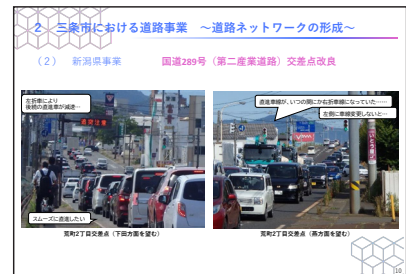 2 三条市における道路事業 ~道路ネットワークの形成~
(2) 新潟県事業 国道289号(第二産業道路)交差点改良
左折車により
後続の直進車が減速…
スムーズに直進したい
直進車線が、いつの間にか右折車線になっていた……
左側に車線変更しないと…
荒町2丁目交差点(下田方面を望む)
荒町2丁目交差点(燕方面を望む)
10